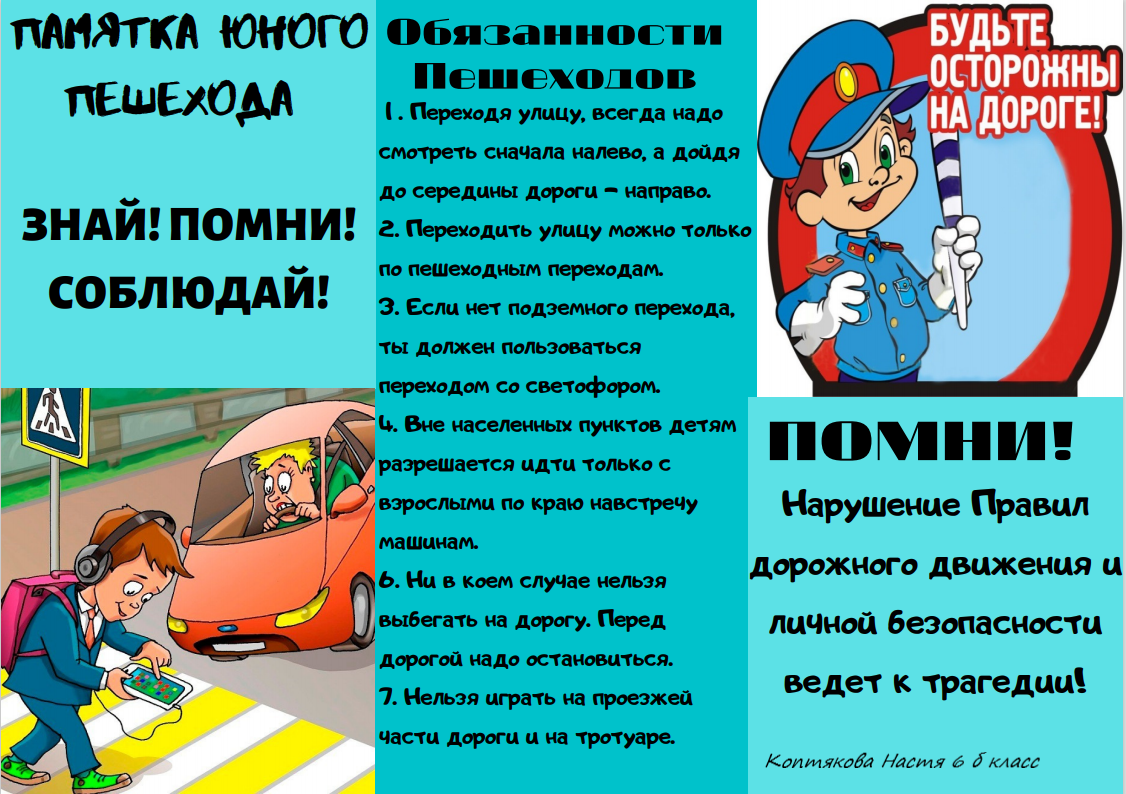 ПАМЯТКА ЮНОГО
ПЕШЕХОДА
ЗНАЙ! ПОМНИ!
СОБЛЮДАЙ!
Обязанности
Пешеходов
1 . Переходя улицу, всегда надо
смотреть сначала налево, а дойдя
до середины дороги – направо.
2. Переходить улицу можно только
по пешеходным переходам.
3. Если нет подземного перехода,
ты должен пользоваться
переходом со светофором.
4. Вне населенных пунктов детям
разрешается идти только с
взрослыми по краю навстречу
машинам.
6. Ни в коем случае нельзя
выбегать на дорогу. Перед
дорогой надо остановиться.
7. Нельзя играть на проезжей
части дороги и на тротуаре.
БУДЬТЕ
ОСТОРОЖНЫ
НА ДОРОГЕ!
ПОМНИ!
Нарушение Правил
дорожного движения и
личной безопасности
ведет к трагедии!
Коптякова Настя 6 б класс